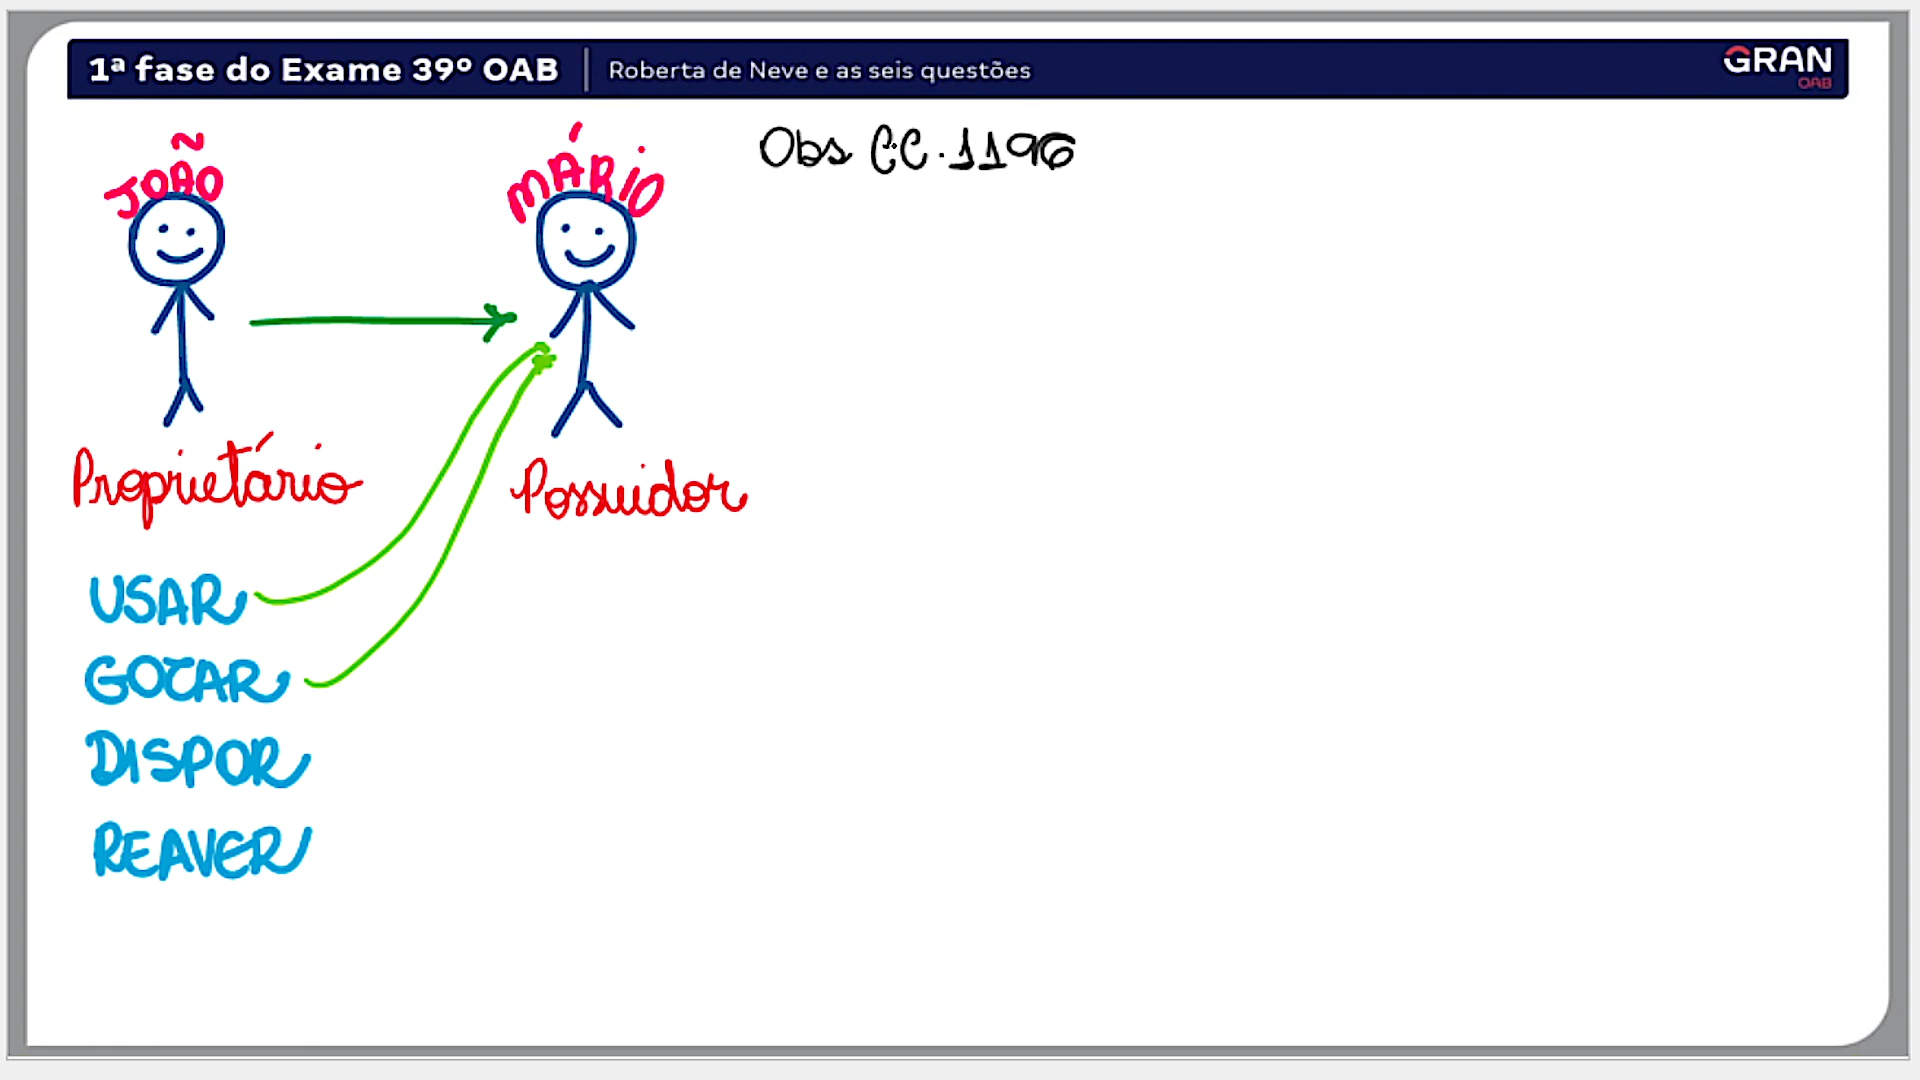 1ª fase do Exame 39º OAB | Roberta de Neve e as seis questões
GRAN
OAB
JOÃO
MÁRIO
Obs CC. 1196
Proprietário
Possuidor
USAR
GOZAR
DISPOR
REAVER